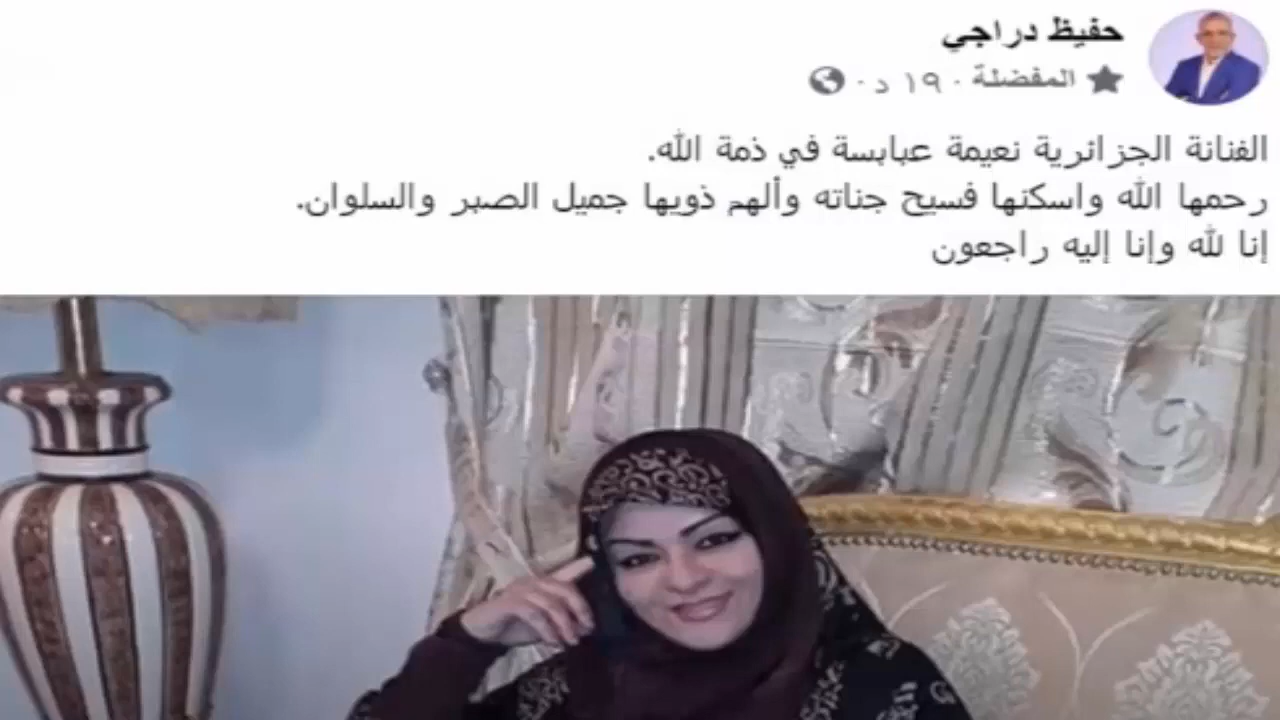 حفيظ دراجي
المفضلة · ١٩ د ·
الفنانة الجزائرية نعيمة عبابسة في ذمة الله.
رحمها الله واسكنها فسيح جناته وألهم ذويها جميل الصبر والسلوان.
إنا لله وإنا إليه راجعون